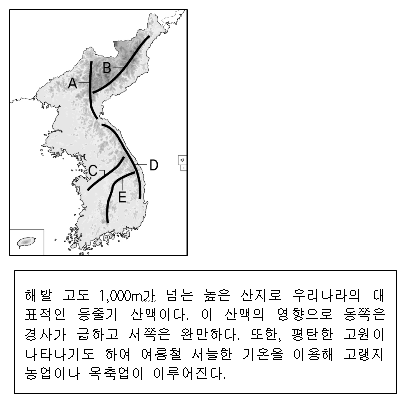 B
A
D
C
E
해발 고도 1,000m가 넘는 높은 산지로 우리나라의 대
표적인 등줄기 산맥이다. 이 산맥의 영향으로 동쪽은
경사가 급하고 서쪽은 완만하다. 또한, 평탄한 고원이
나타나기도 하여 여름철 서늘한 기온을 이용해 고랭지
농업이나 목축업이 이루어진다.